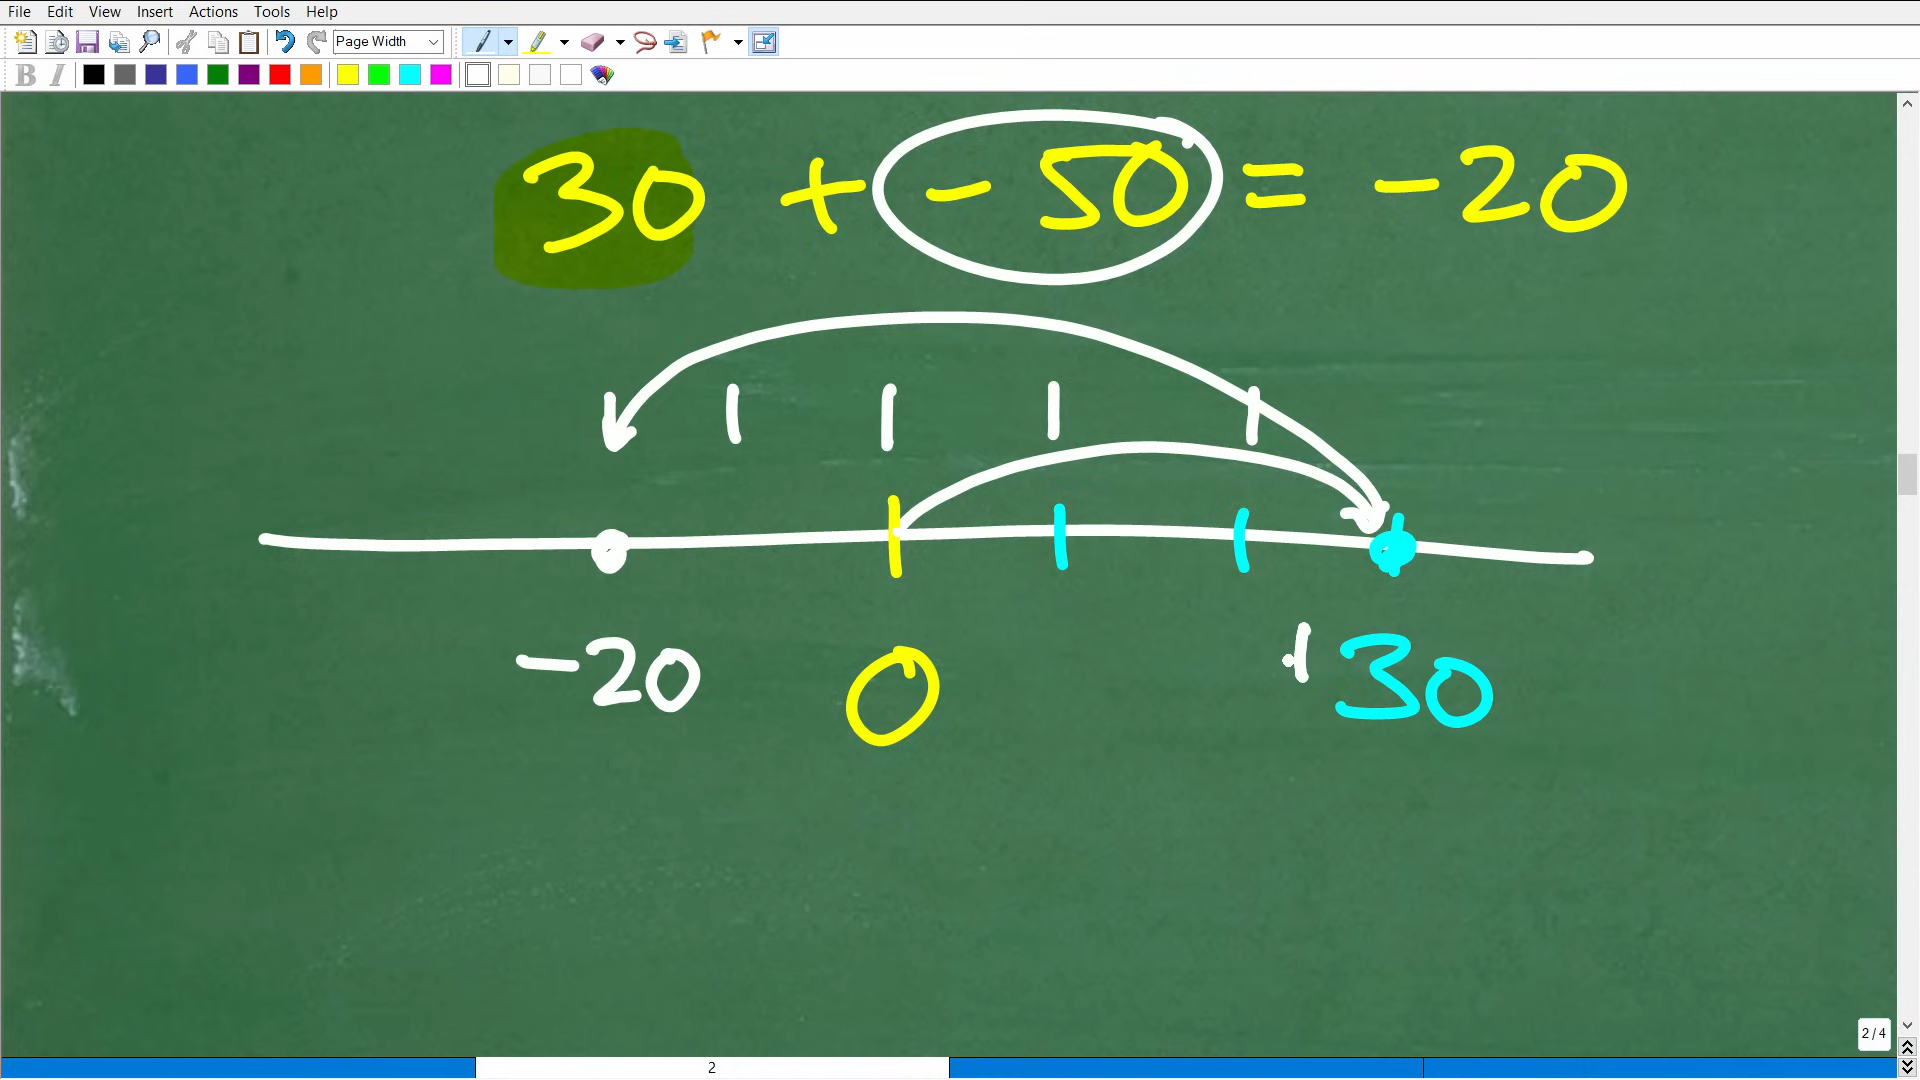 File Edit View Insert Actions Tools Help
Page Width
B I
30 + - 50 = - 20
-20 0 +30
2 / 4
2